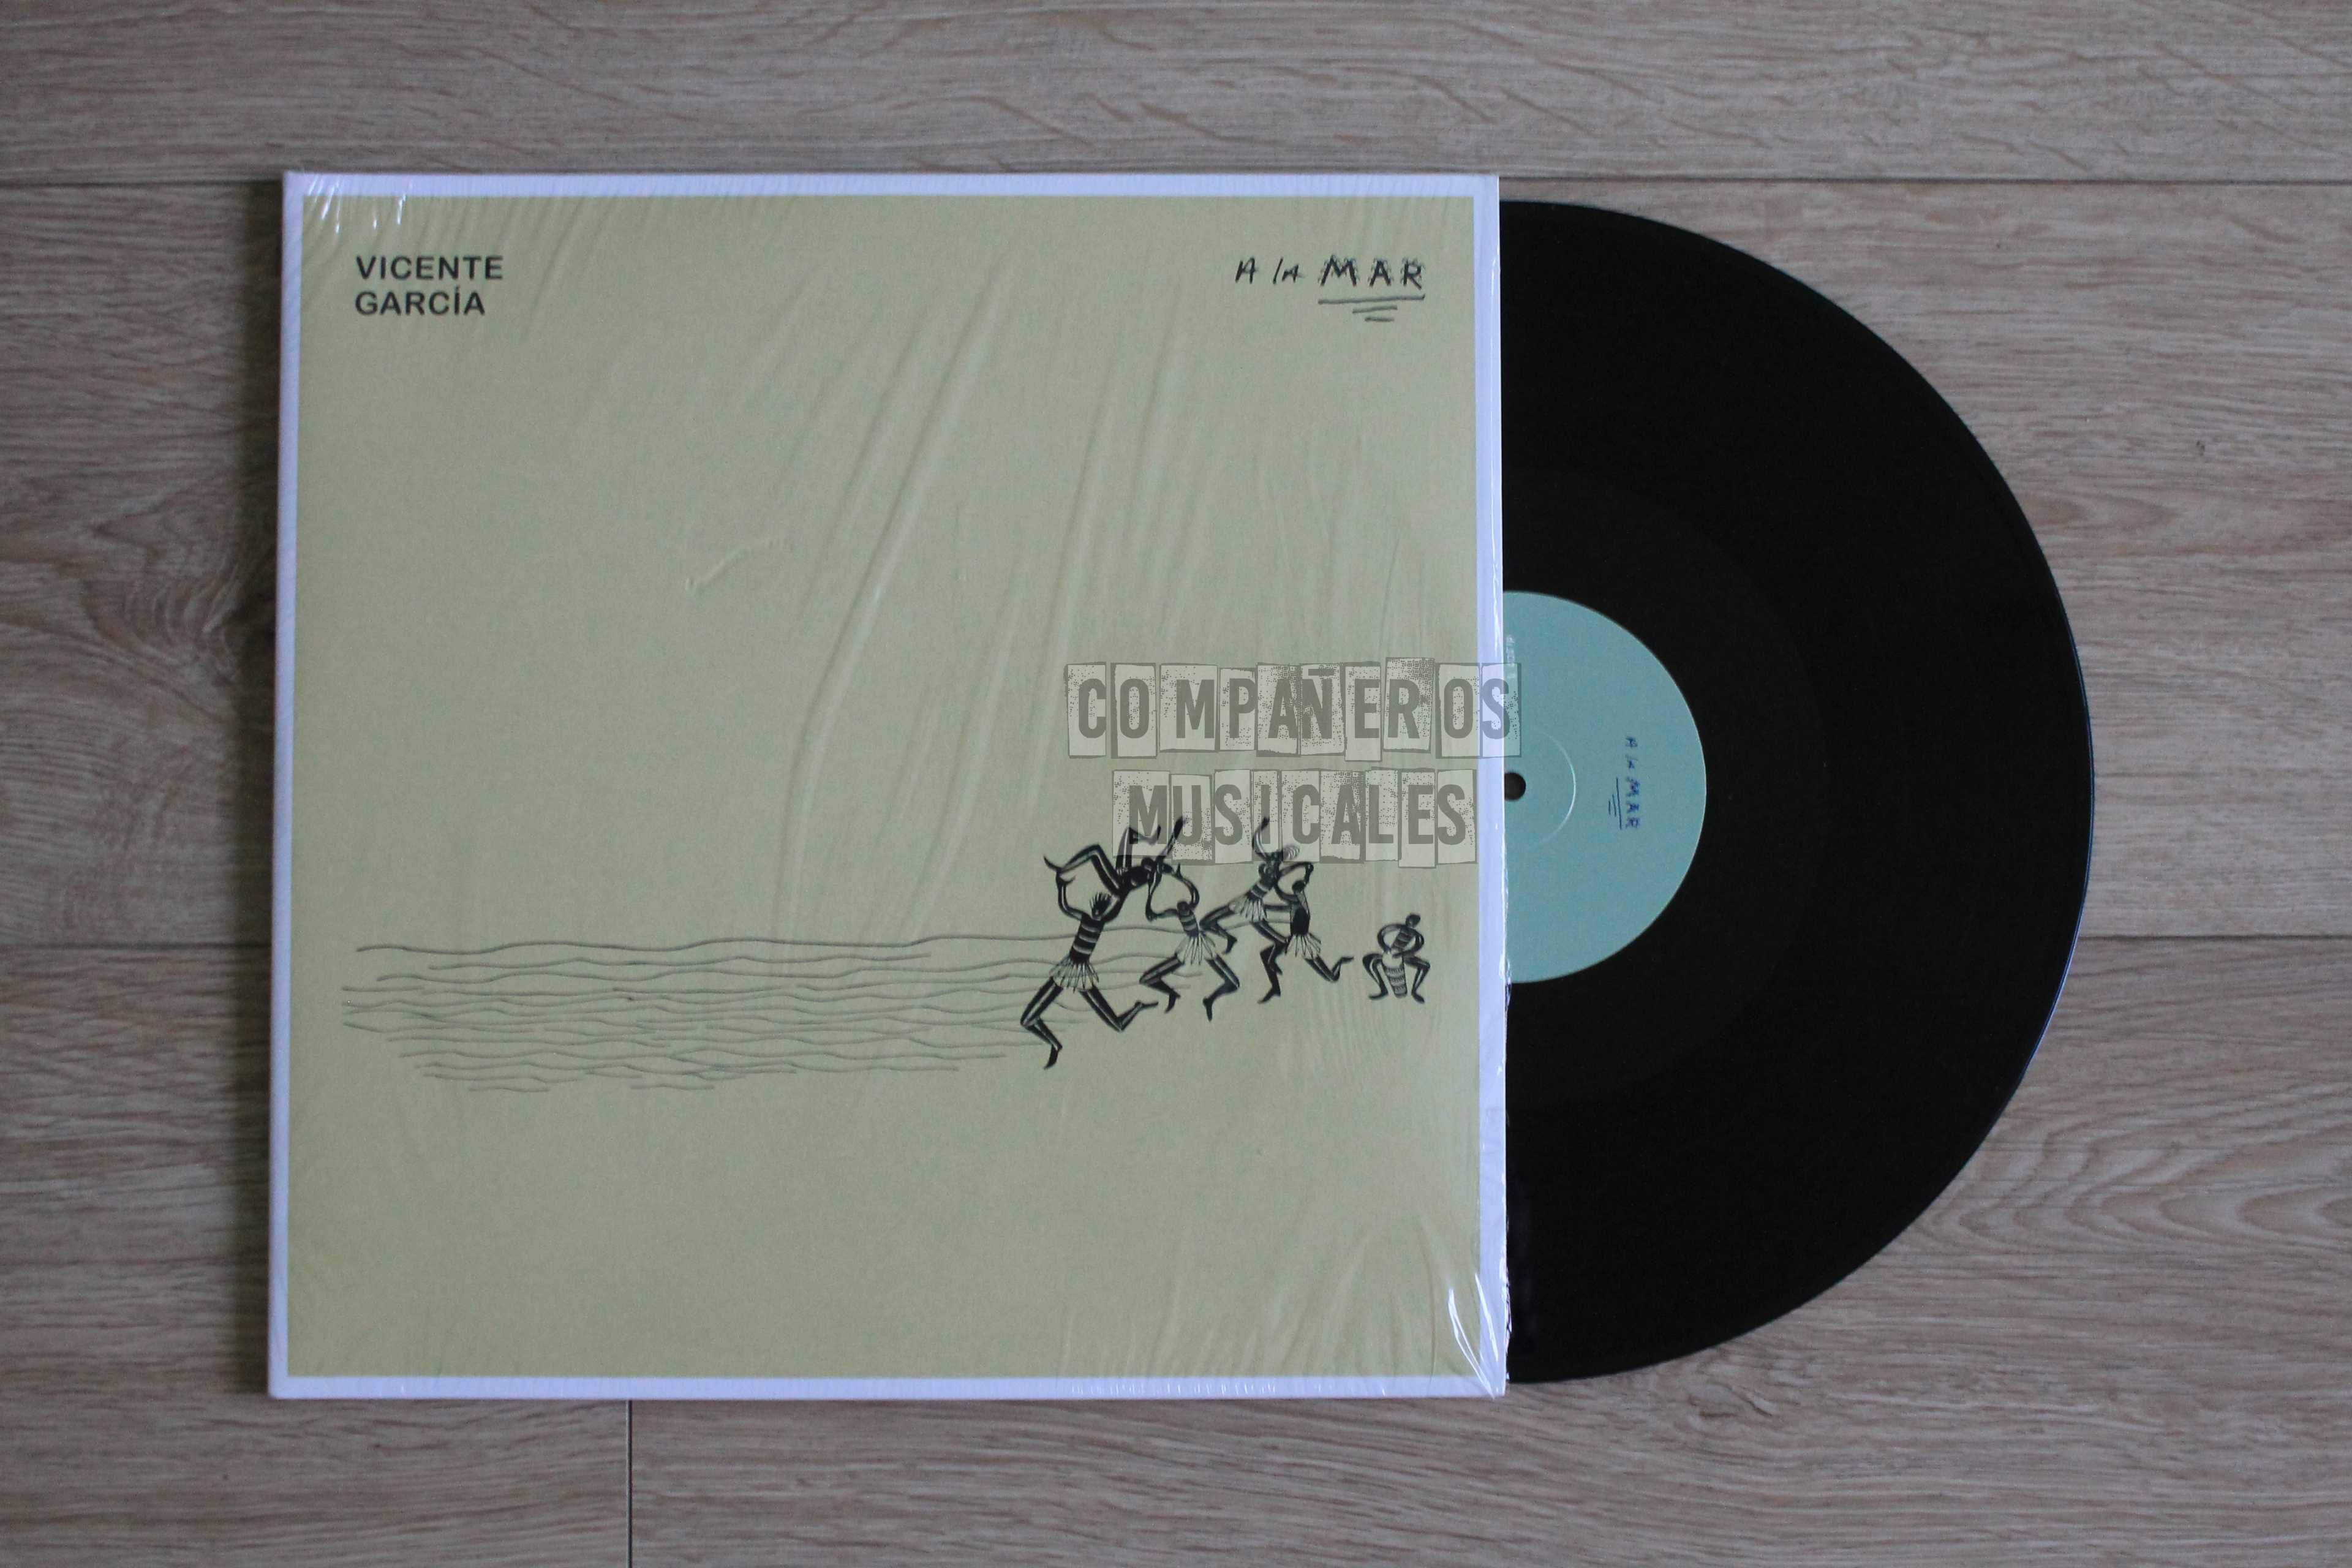 VICENTE
GARCÍA
A la MAR
COMPAÑEROS
MUSICALES
A la MAR